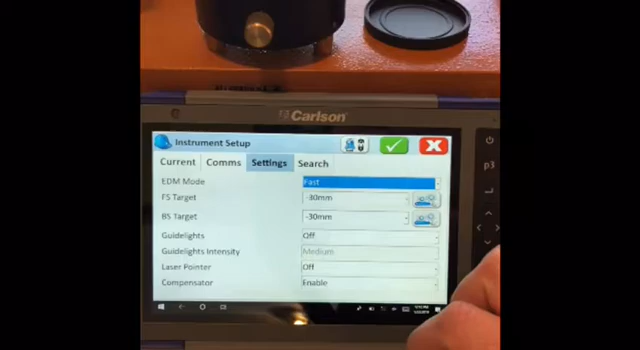 Carlson
Instrument Setup
Current Comms Settings Search
EDM Mode Fast
FS Target -30mm
BS Target -30mm
Guidelights Off
Guidelights Intensity Medium
Laser Pointer Off
Compensator Enable
p3